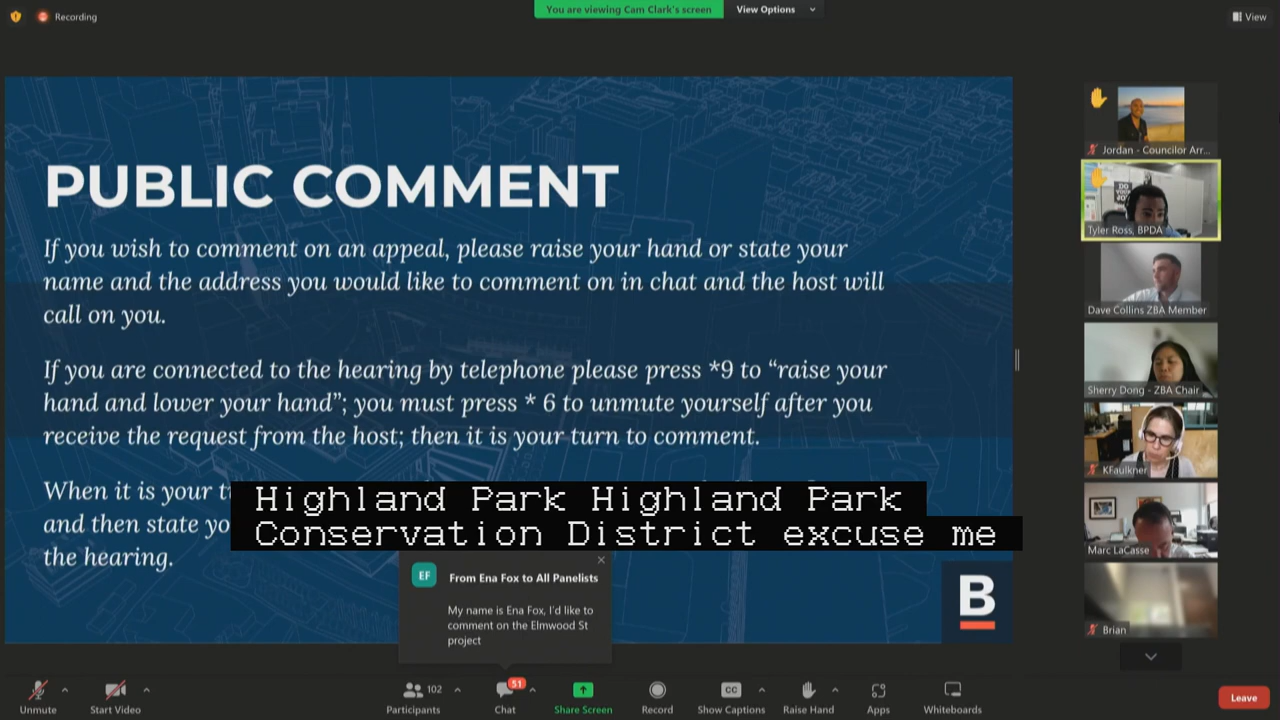 You are viewing Cam Clark's screen
View Options
Recording
View
PUBLIC COMMENT
If you wish to comment on an appeal, please raise your hand or state your
name and the address you would like to comment on in chat and the host will
call on you.
If you are connected to the hearing by telephone please press *9 to “raise your
hand and lower your hand”; you must press * 6 to unmute yourself after you
receive the request from the host; then it is your turn to comment.
When it is your
and then state
the hearing.
Highland Park Highland Park
Conservation District excuse me
EF
From Ena Fox to All Panelists
My name is Ena Fox, I'd like to
comment on the Elmwood St
project
B
Jordan - Councilor Arr...
DO
YOUR
Tyler Ross, BPDA
Dave Collins ZBA Member
Sherry Dong - ZBA Chair
KFaulkner
Marc LaCasse
Brian
Unmute
Start Video
102
Participants
51
Chat
Share Screen
Record
CC
Show Captions
Raise Hand
Apps
Whiteboards
Leave